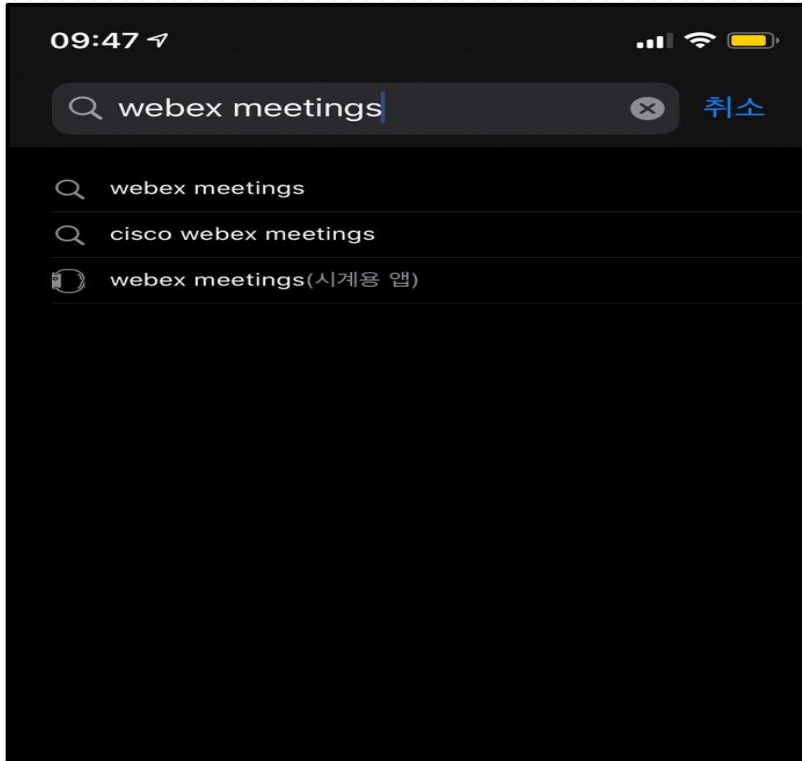 09:47
webex meetings
취소
webex meetings
cisco webex meetings
webex meetings(시계용 앱)